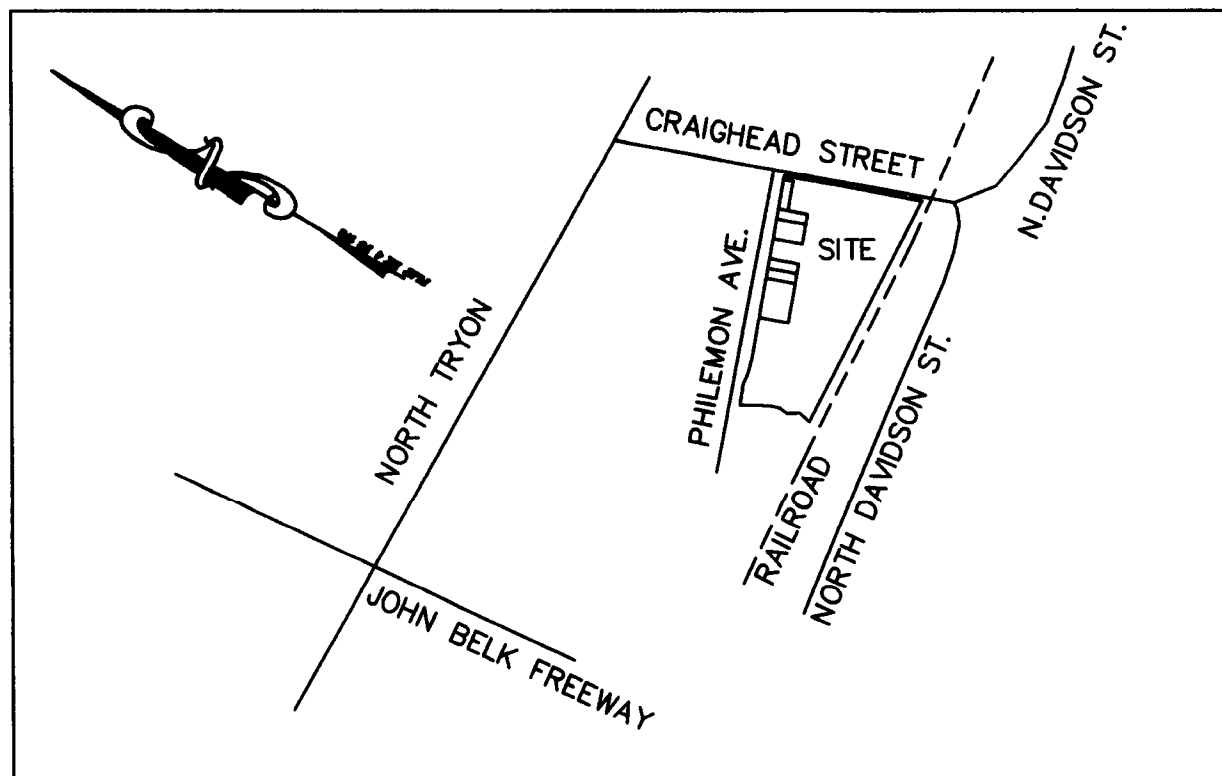 CRAIGHEAD STREET
N.DAVIDSON ST.
SITE
PHILEMON AVE.
NORTH TRYON
RAILROAD
NORTH DAVIDSON ST.
JOHN BELK FREEWAY